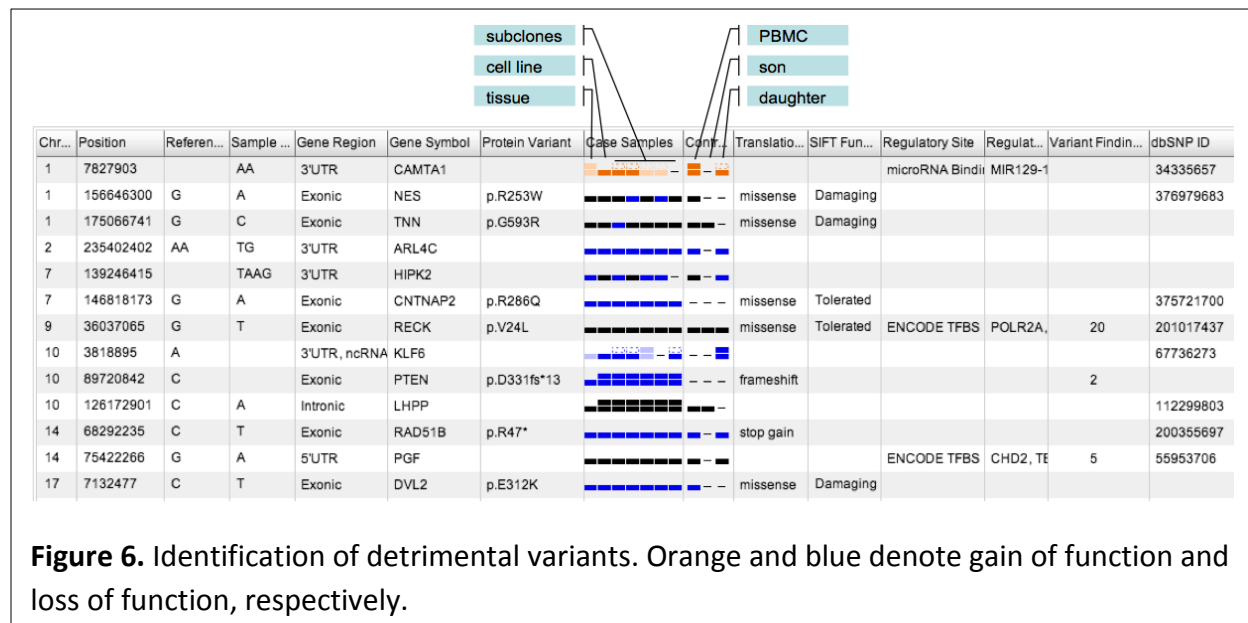 subclones PBMC
cell line son
tissue daughter
Chr... Position Referen... Sample ... Gene Region Gene Symbol Protein Variant Case Samples Contr... Translatio... SIFT Fun... Regulatory Site Regulat... Variant Findin... dbSNP ID
1 7827903 AA 3'UTR CAMTA1 microRNA Bindi MIR129-1 34335657
1 156646300 G A Exonic NES p.R253W missense Damaging 376979683
1 175066741 G C Exonic TNN p.G593R missense Damaging
2 235402402 AA TG 3'UTR ARL4C
7 139246415 TAAG 3'UTR HIPK2
7 146818173 G A Exonic CNTNAP2 p.R286Q missense Tolerated 375721700
9 36037065 G T Exonic RECK p.V24L missense Tolerated ENCODE TFBS POLR2A, 20 201017437
10 3818895 A 3'UTR, ncRNA KLF6 67736273
10 89720842 C Exonic PTEN p.D331fs*13 frameshift 2
10 126172901 C A Intronic LHPP 112299803
14 68292235 C T Exonic RAD51B p.R47* stop gain 200355697
14 75422266 G A 5'UTR PGF ENCODE TFBS CHD2, TE 5 55953706
17 7132477 C T Exonic DVL2 p.E312K missense Damaging
Figure 6. Identification of detrimental variants. Orange and blue denote gain of function and
loss of function, respectively.